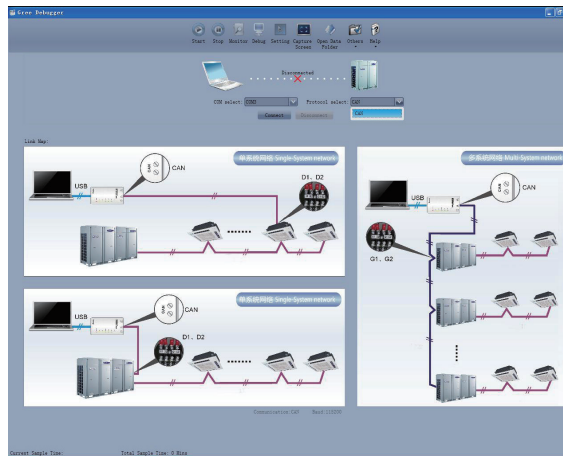 Gree Debugger
Start Stop Monitor Debug Setting Capture Screen Open Data Folder Others Help
Disconnected
COM select: COM3 Protocol select: CAN
CAN
Connect Disconnect
Link Map:
单系统网络 Single-System network
CAN
USB
D1、D2
单系统网络 Single-System network
CAN
USB
D1、D2
多系统网络 Multi-System network
CAN
USB
G1、G2
Communication CAN
Current Sample Time: Total Sample Time: 0 Mins